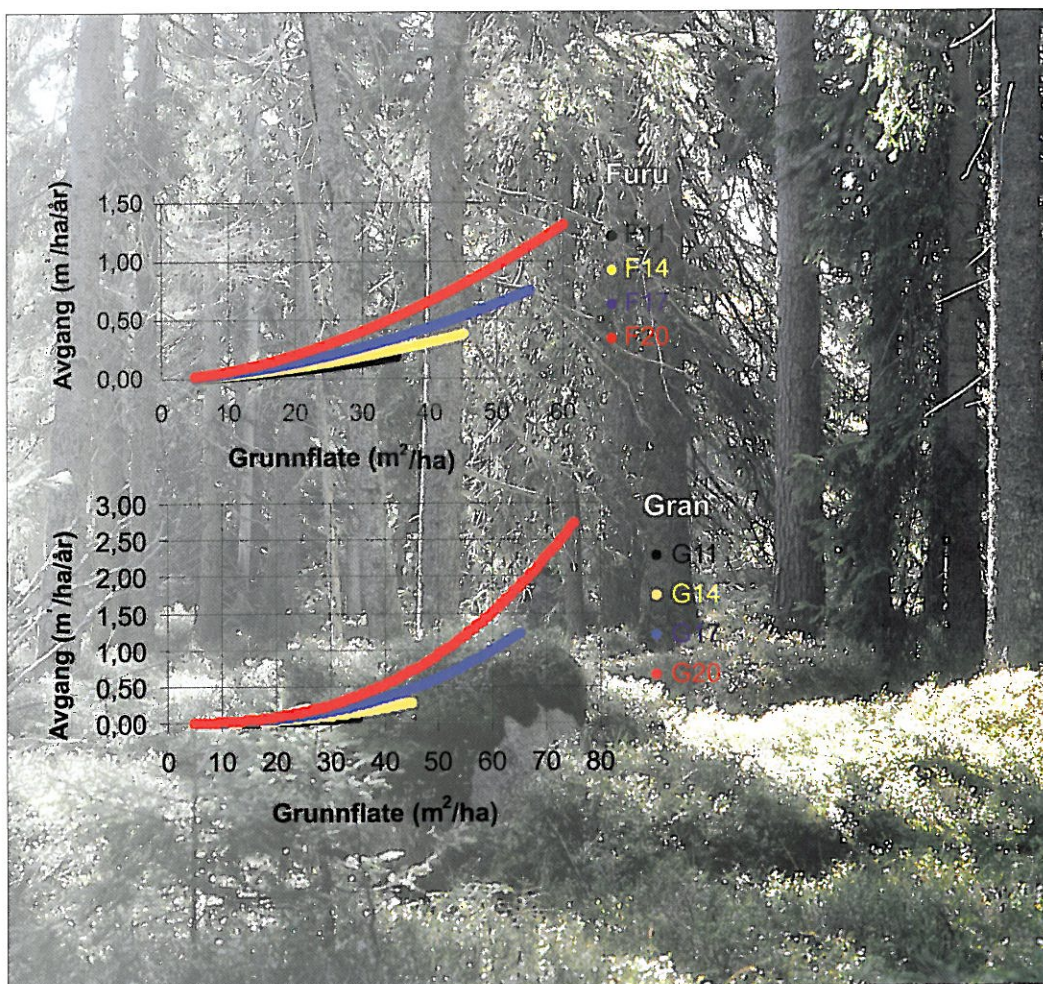 Furu
Avgang (m³/ha/år)
1,50
1,00
0,50
0,00
F11
F14
F17
F20
0 10 20 30 40 50 60
Grunnflate (m²/ha)
Gran
Avgang (m³/ha/år)
3,00
2,50
2,00
1,50
1,00
0,50
0,00
G11
G14
G17
G20
0 10 20 30 40 50 60 70 80
Grunnflate (m²/ha)